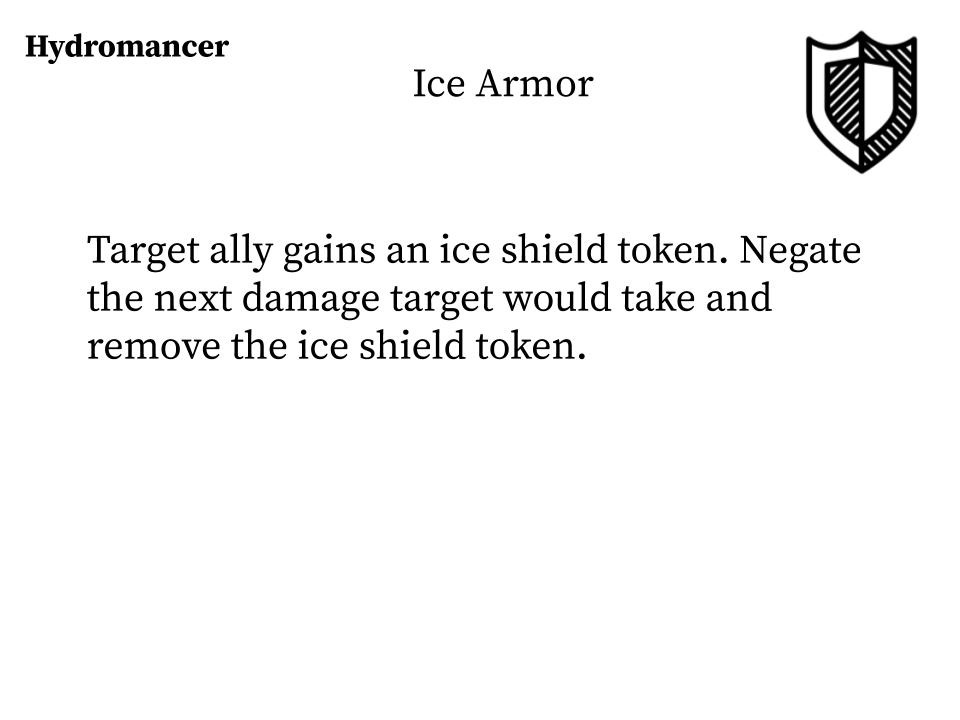 Hydromancer
Ice Armor
Target ally gains an ice shield token. Negate
the next damage target would take and
remove the ice shield token.